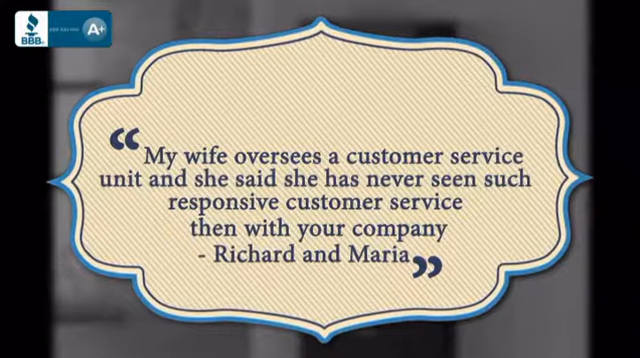 BBB
A+
“My wife oversees a customer service
unit and she said she has never seen such
responsive customer service
then with your company
- Richard and Maria”